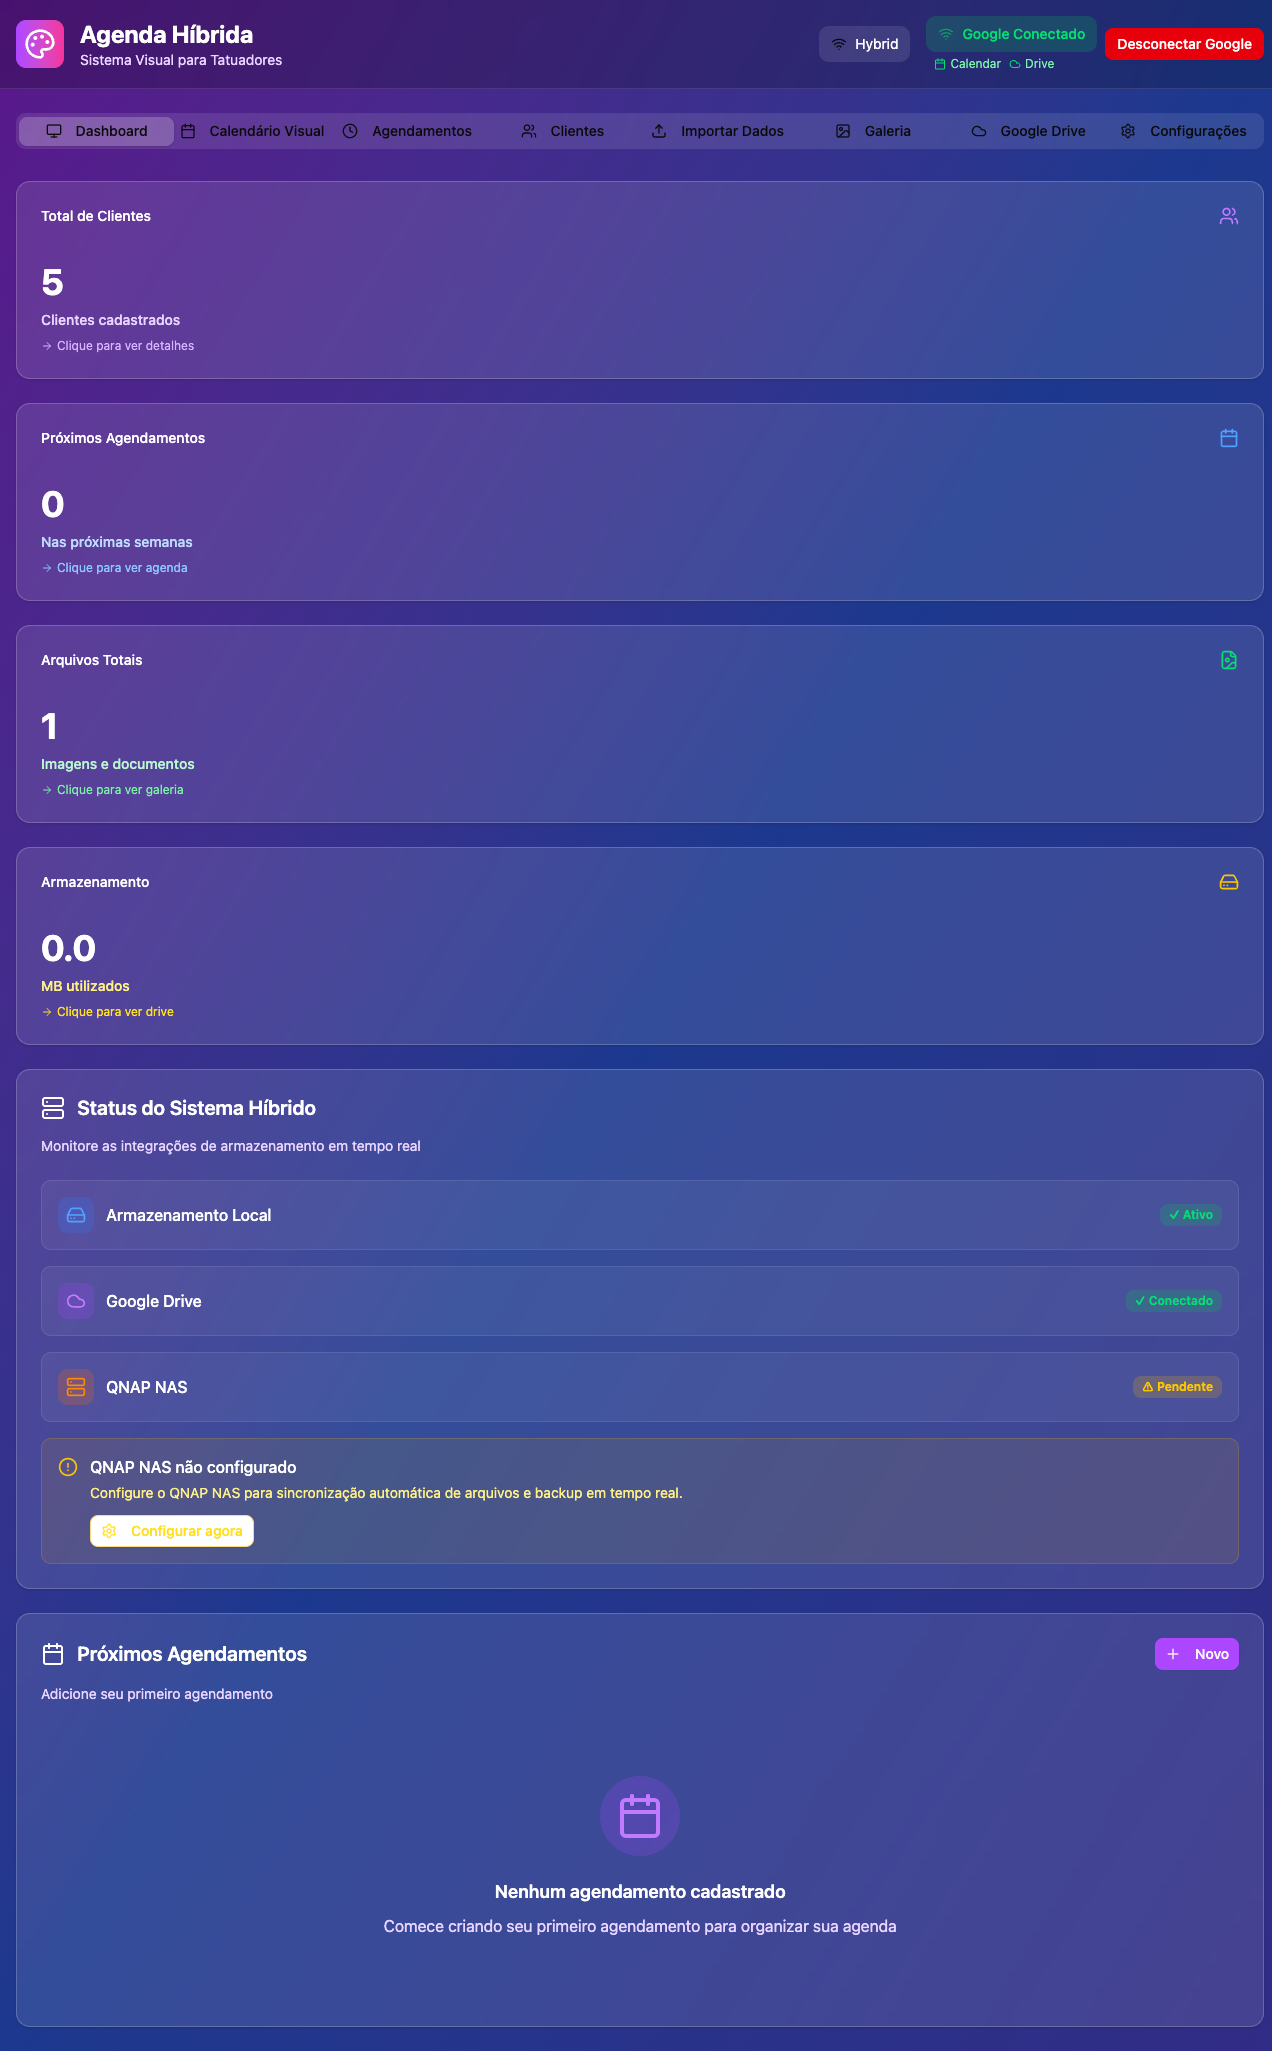 Agenda Híbrida
Sistema Visual para Tatuadores
Hybrid
Google Conectado
Calendar
Drive
Desconectar Google
Dashboard
Calendário Visual
Agendamentos
Clientes
Importar Dados
Galeria
Google Drive
Configurações
Total de Clientes
5
Clientes cadastrados
→ Clique para ver detalhes
Próximos Agendamentos
0
Nas próximas semanas
→ Clique para ver agenda
Arquivos Totais
1
Imagens e documentos
→ Clique para ver galeria
Armazenamento
0.0
MB utilizados
→ Clique para ver drive
Status do Sistema Híbrido
Monitore as integrações de armazenamento em tempo real
Armazenamento Local
✓ Ativo
Google Drive
✓ Conectado
QNAP NAS
⚠ Pendente
QNAP NAS não configurado
Configure o QNAP NAS para sincronização automática de arquivos e backup em tempo real.
Configurar agora
Próximos Agendamentos
+ Novo
Adicione seu primeiro agendamento
Nenhum agendamento cadastrado
Comece criando seu primeiro agendamento para organizar sua agenda